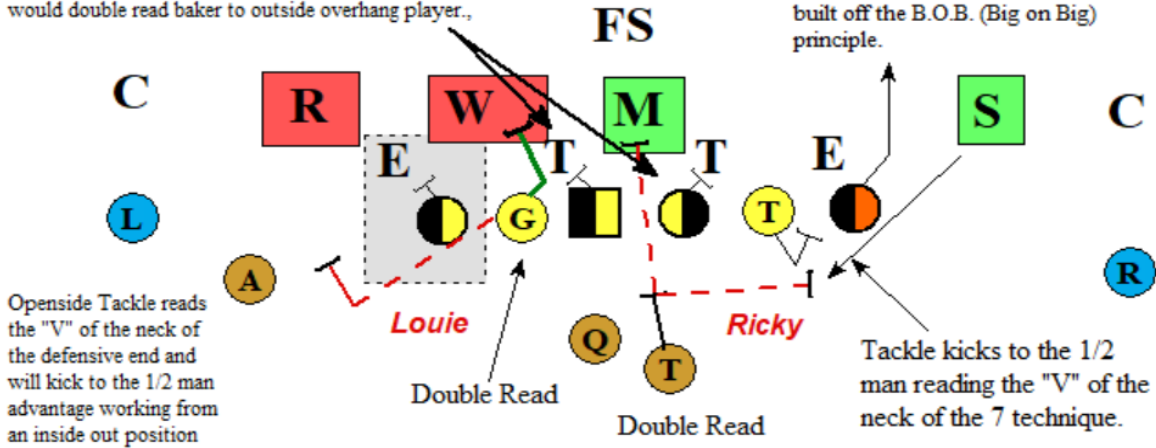 would double read baker to outside overhang player.,
built off the B.O.B. (Big on Big)
principle.
FS
C
R
W
M
S
C
E
T
T
E
L
G
T
A
R
Openside Tackle reads
the "V" of the neck of
the defensive end and
will kick to the 1/2 man
advantage working from
an inside out position
Louie
Ricky
Q
T
Double Read
Double Read
Tackle kicks to the 1/2
man reading the "V" of the
neck of the 7 technique.